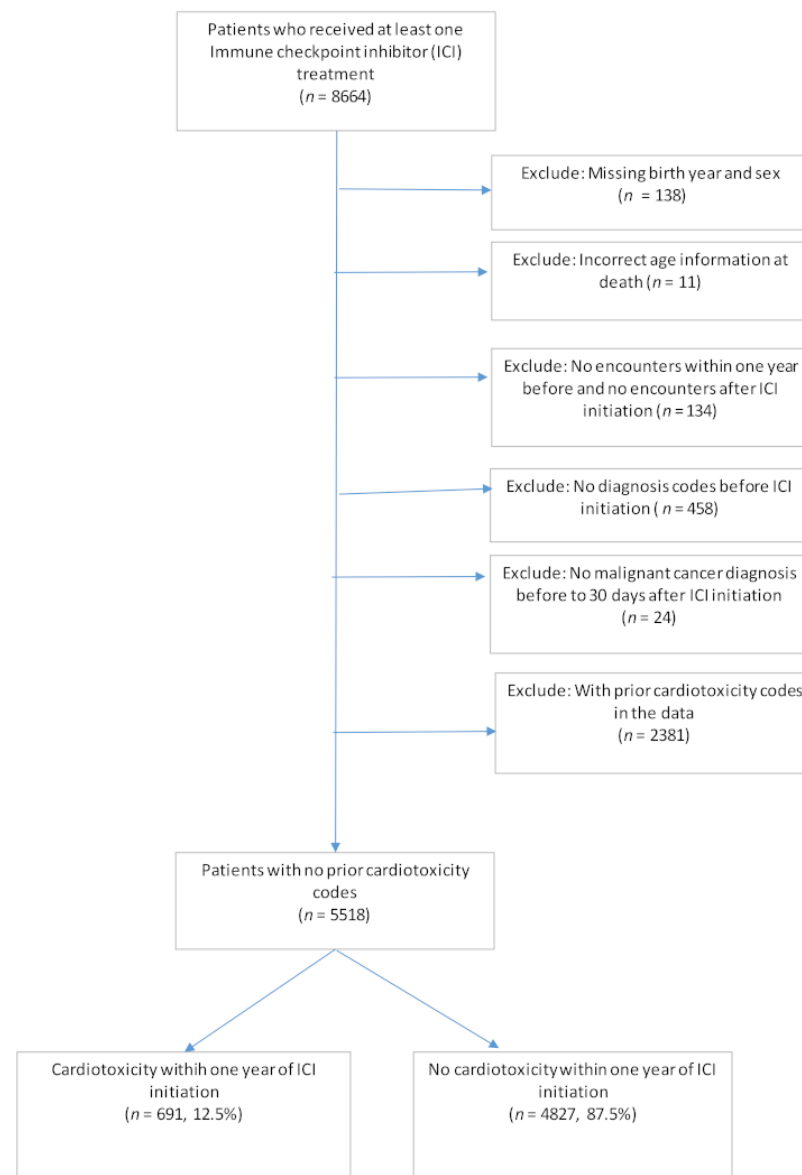 Patients who received at least one
Immune checkpoint inhibitor (ICI)
treatment
(n = 8664)
Exclude: Missing birth year and sex
(n = 138)
Exclude: Incorrect age information at
death (n = 11)
Exclude: No encounters within one year
before and no encounters after ICI
initiation (n = 134)
Exclude: No diagnosis codes before ICI
initiation ( n = 458)
Exclude: No malignant cancer diagnosis
before to 30 days after ICI initiation
(n = 24)
Exclude: With prior cardiotoxicity codes
in the data
(n = 2381)
Patients with no prior cardiotoxicity
codes
(n = 5518)
Cardiotoxicity within one year of ICI
initiation
(n = 691, 12.5%)
No cardiotoxicity within one year of ICI
initiation
(n = 4827, 87.5%)